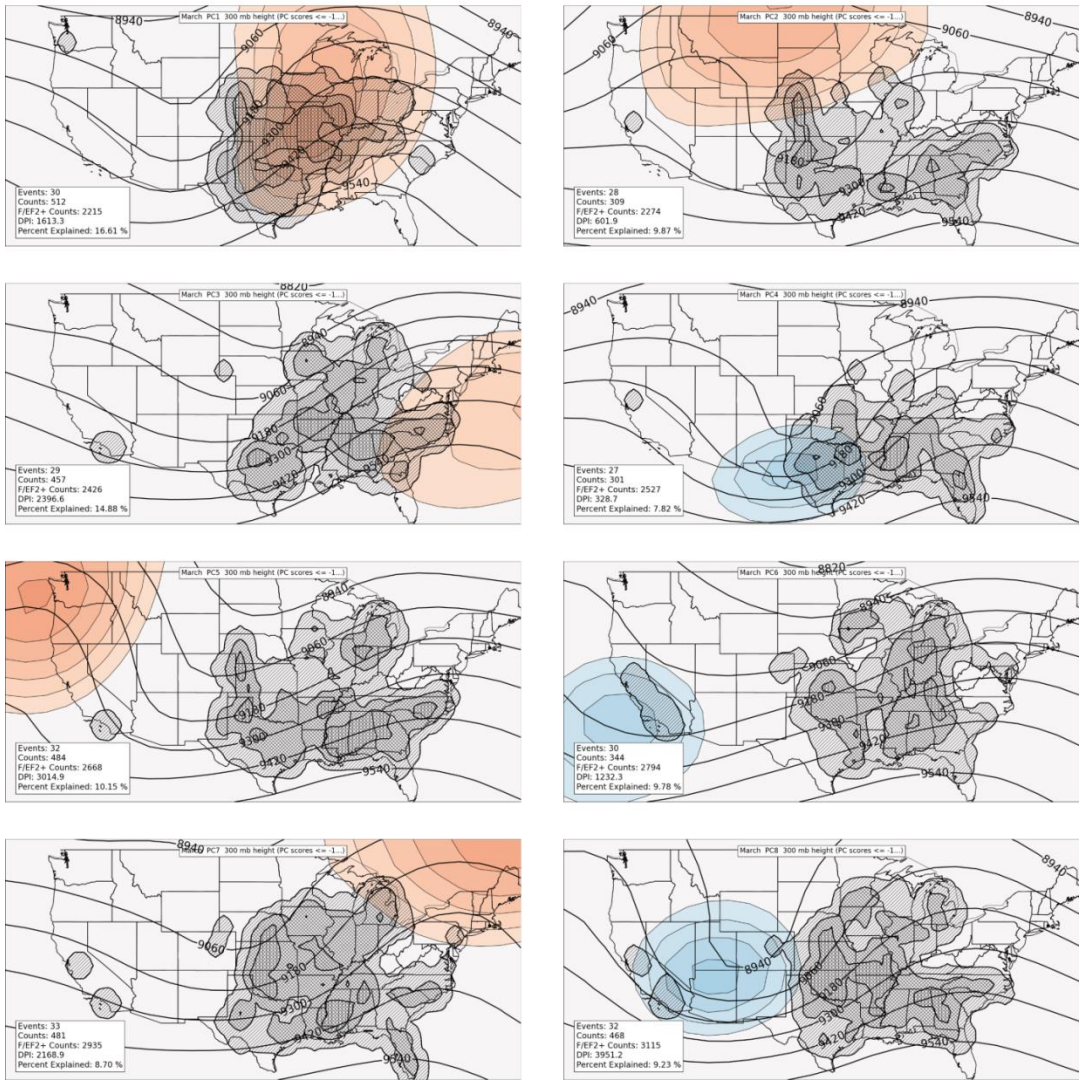 March PC1 300 mb height (PC scores <= -1...)
8940
9060
9180
9300
9420
9540
Events: 30
Counts: 512
F/EF2+ Counts: 2215
DPI: 1613.3
Percent Explained: 16.61 %
March PC2 300 mb height (PC scores <= -1...)
9060
8940
9060
9180
9300
9420
9540
Events: 28
Counts: 309
F/EF2+ Counts: 2274
DPI: 601.9
Percent Explained: 9.87 %
8820
March PC3 300 mb height (PC scores <= -1...)
8940
9060
9180
9300
9420
9540
Events: 29
Counts: 457
F/EF2+ Counts: 2426
DPI: 2396.6
Percent Explained: 14.88 %
March PC4 300 mb height (PC scores <= -1...)
8940
9060
9180
9300
9420
9540
Events: 27
Counts: 301
F/EF2+ Counts: 2527
DPI: 328.7
Percent Explained: 7.82 %
March PC5 300 mb height (PC scores <= -1...)
8940
9060
9180
9300
9420
9540
Events: 32
Counts: 484
F/EF2+ Counts: 2668
DPI: 3014.9
Percent Explained: 10.15 %
8820
March PC6 300 mb height (PC scores <= -1...)
8940
9060
9180
9300
9420
9540
Events: 30
Counts: 344
F/EF2+ Counts: 2794
DPI: 1232.3
Percent Explained: 9.78 %
March PC7 300 mb height (PC scores <= -1...)
8940
8940
9060
9180
9300
9420
9540
Events: 33
Counts: 481
F/EF2+ Counts: 2935
DPI: 2168.9
Percent Explained: 8.70 %
March PC8 300 mb height (PC scores <= -1...)
8940
8940
9060
9180
9300
9420
9540
Events: 32
Counts: 468
F/EF2+ Counts: 3115
DPI: 3951.2
Percent Explained: 9.23 %